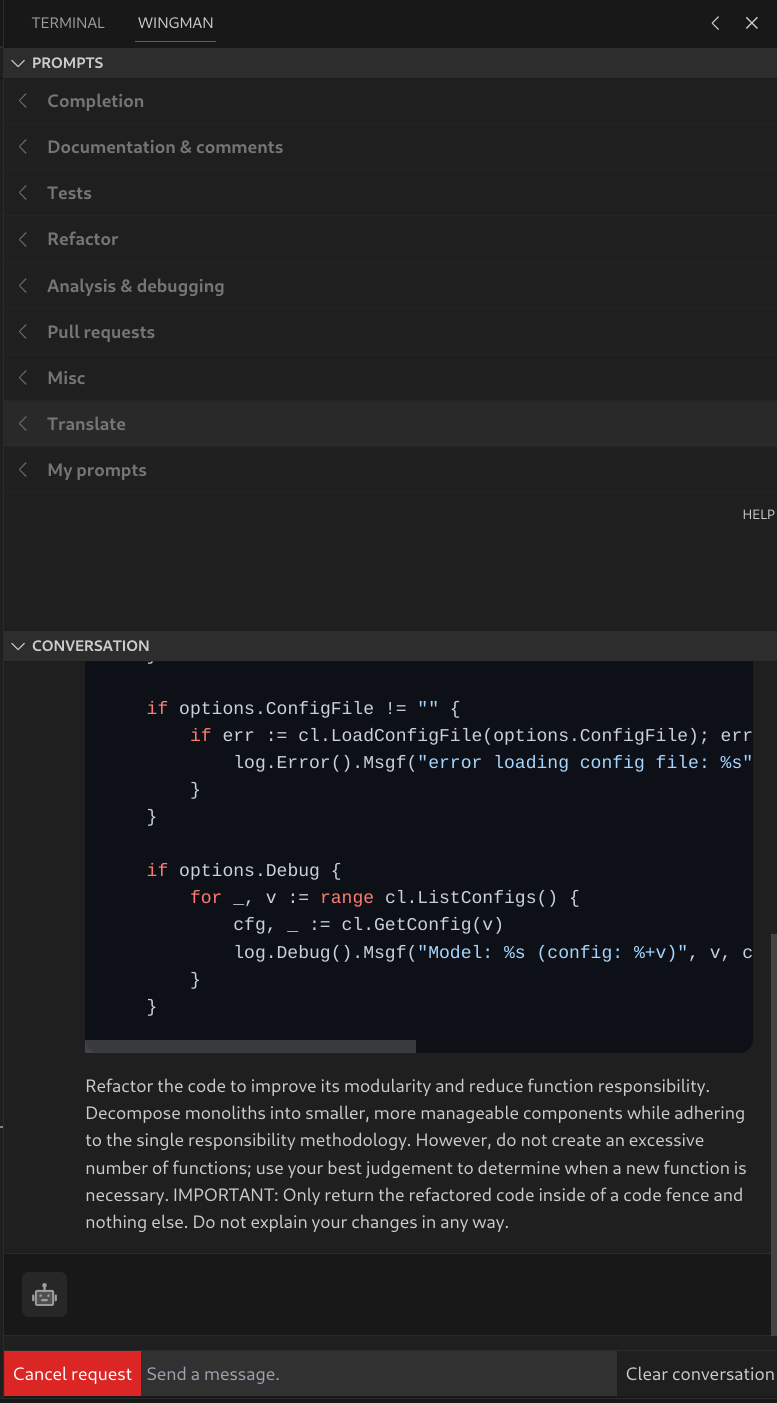 TERMINAL WINGMAN
PROMPTS
Completion
Documentation & comments
Tests
Refactor
Analysis & debugging
Pull requests
Misc
Translate
My prompts
HELP
CONVERSATION
if options.ConfigFile != "" {
if err := cl.LoadConfigFile(options.ConfigFile); err
log.Error().Msgf("error loading config file: %s"
}
}
if options.Debug {
for _, v := range cl.ListConfigs() {
cfg, _ := cl.GetConfig(v)
log.Debug().Msgf("Model: %s (config: %+v)", v, c
}
}
Refactor the code to improve its modularity and reduce function responsibility.
Decompose monoliths into smaller, more manageable components while adhering
to the single responsibility methodology. However, do not create an excessive
number of functions; use your best judgement to determine when a new function is
necessary. IMPORTANT: Only return the refactored code inside of a code fence and
nothing else. Do not explain your changes in any way.
Cancel request Send a message. Clear conversation